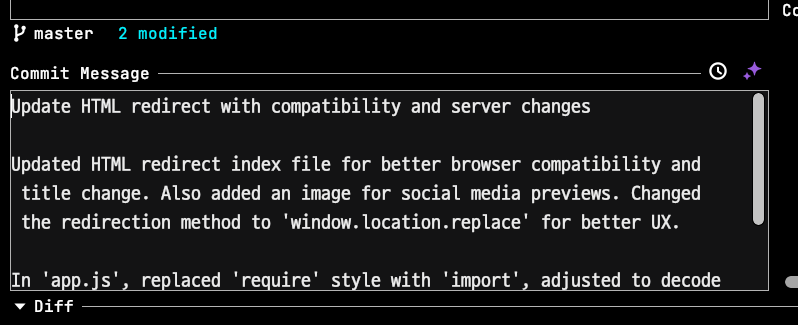 Co
master 2 modified
Commit Message
Update HTML redirect with compatibility and server changes
Updated HTML redirect index file for better browser compatibility and
title change. Also added an image for social media previews. Changed
the redirection method to 'window.location.replace' for better UX.
In 'app.js', replaced 'require' style with 'import', adjusted to decode
Diff